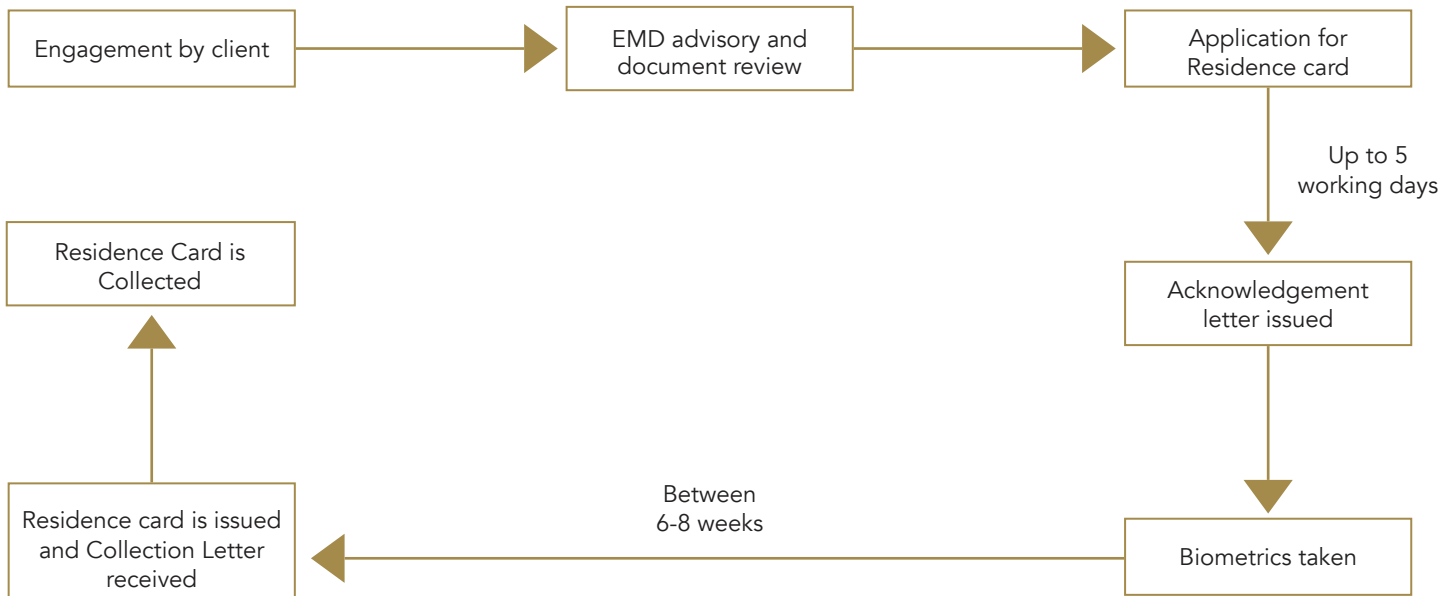 Engagement by client
EMD advisory and
document review
Application for
Residence card
Up to 5
working days
Acknowledgement
letter issued
Biometrics taken
Between
6-8 weeks
Residence card is issued
and Collection Letter
received
Residence Card is
Collected